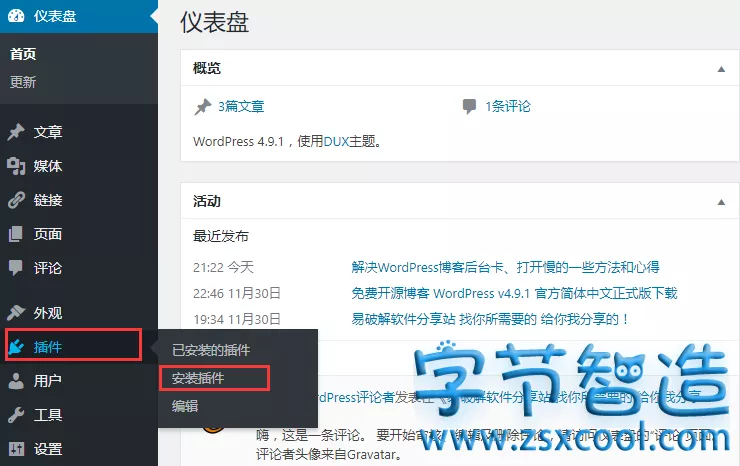 仪表盘
首页
更新
文章
媒体
链接
页面
评论
外观
插件
用户
工具
设置
已安装的插件
安装插件
编辑
仪表盘
概览
3篇文章
1条评论
WordPress 4.9.1，使用DUX主题。
活动
最近发布
21:22 今天 解决WordPress博客后台卡、打开慢的一些方法和心得
22:46 11月30日 免费开源博客 WordPress v4.9.1 官方简体中文正式版下载
19:34 11月30日 易破解软件分享站 找你所需要的 给你我分享的！
rdPress评论者发表在《易破解软件分享站 找你所需要的 给你我分享
嗨，这是一条评论。 要开始审核、编辑及删除评论，请访问仪表盘的“评论”页面。
评论者头像来自Gravatar。
字节智造
www.zsxcool.com